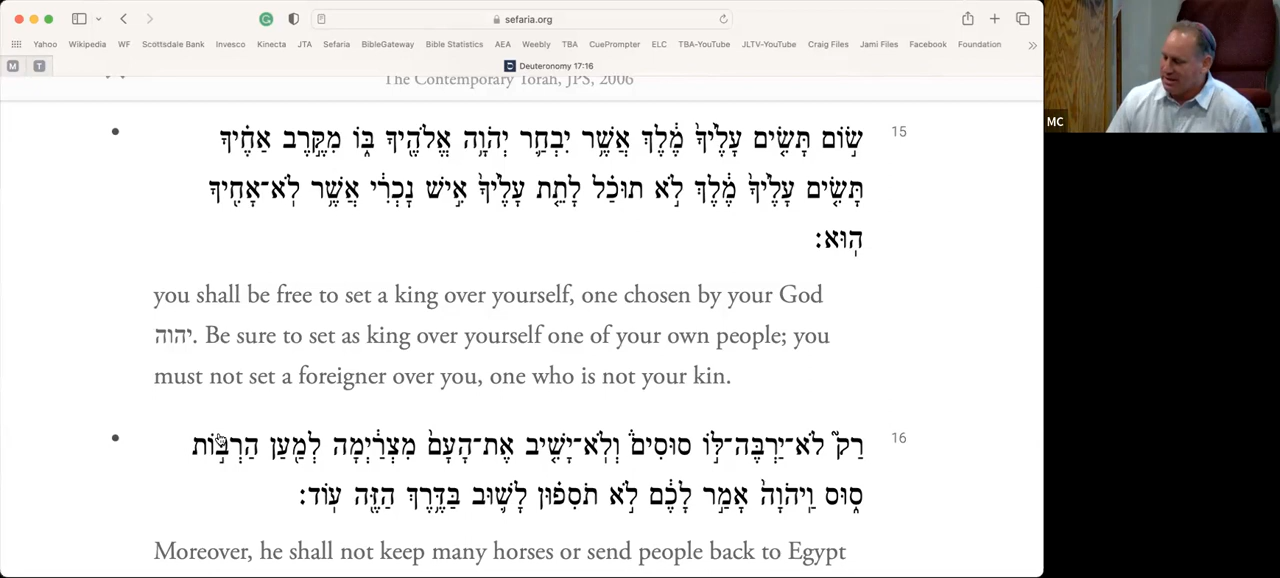 sefaria.org
Yahoo Wikipedia WF Scottsdale Bank Invesco Kinecta JTA Sefaria BibleGateway Bible Statistics AEA Weebly TBA CuePrompter ELC TBA-YouTube JLTV-YouTube Craig Files Jami Files Facebook Foundation
M T Deuteronomy 17:16
The Contemporary Torah, JPS, 2006
MC
15
שׂ֣וֹם תָּשִׂ֤ים עָלֶ֙יךָ֙ מֶ֔לֶךְ אֲשֶׁ֥ר יִבְחַ֛ר יְהֹוָ֥ה אֱלֹהֶ֖יךָ בּ֑וֹ מִקֶּ֣רֶב אַחֶ֗יךָ
תָּשִׂ֤ים עָלֶ֙יךָ֙ מֶ֔לֶךְ לֹ֣א תוּכַ֗ל לָתֵ֤ת עָלֶ֙יךָ֙ אִ֣ישׁ נׇכְרִ֔י אֲשֶׁ֥ר לֹֽא־אָחִ֖יךָ
הֽוּא׃
you shall be free to set a king over yourself, one chosen by your God
יהוה. Be sure to set as king over yourself one of your own people; you
must not set a foreigner over you, one who is not your kin.
16
רַק֮ לֹא־יַרְבֶּה־לּ֣וֹ סוּסִים֒ וְלֹֽא־יָשִׁ֤יב אֶת־הָעָם֙ מִצְרַ֔יְמָה לְמַ֖עַן הַרְבּ֣וֹת
ס֑וּס וַֽיהֹוָה֙ אָמַ֣ר לָכֶ֔ם לֹ֣א תֹסִפ֗וּן לָשׁ֛וּב בַּדֶּ֥רֶךְ הַזֶּ֖ה עֽוֹד׃
Moreover, he shall not keep many horses or send people back to Egypt